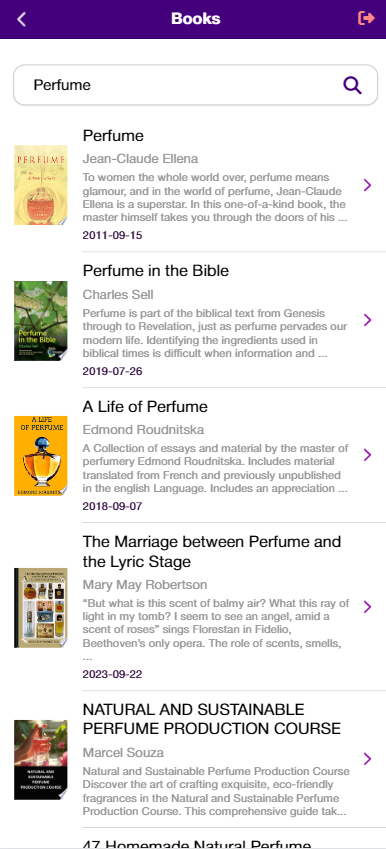 Books
Perfume
Perfume
Jean-Claude Ellena
To women the whole world over, perfume means
glamour, and in the world of perfume, Jean-Claude
Ellena is a superstar. In this one-of-a-kind book, the
master himself takes you through the doors of his ...
2011-09-15
PERFUME
Perfume in the Bible
Charles Sell
Perfume is part of the biblical text from Genesis
through to Revelation, just as perfume pervades our
modern life. Identifying the ingredients used in
biblical times is difficult when information and ...
2019-07-26
Perfume
in the Bible
A Life of Perfume
Edmond Roudnitska
A Collection of essays and material by the master of
perfumery Edmond Roudnitska. Includes material
translated from French and previously unpublished
in the english Language. Includes an appreciation ...
2018-09-07
A LIFE
OF PERFUME
The Marriage between Perfume and
the Lyric Stage
Mary May Robertson
“But what is this scent of balmy air? What this ray of
light in my tomb? I seem to see an angel, amid a
scent of roses” sings Florestan in Fidelio,
Beethoven’s only opera. The role of scents, smells,
...
2023-09-22
NATURAL AND SUSTAINABLE
PERFUME PRODUCTION COURSE
Marcel Souza
Natural and Sustainable Perfume Production Course
Discover the art of crafting exquisite, eco-friendly
fragrances in the Natural and Sustainable Perfume
Production Course. This comprehensive guide tak...
NATURAL AND
SUSTAINABLE
PERFUME
PRODUCTION COURSE
47 Homemade Natural Perfume